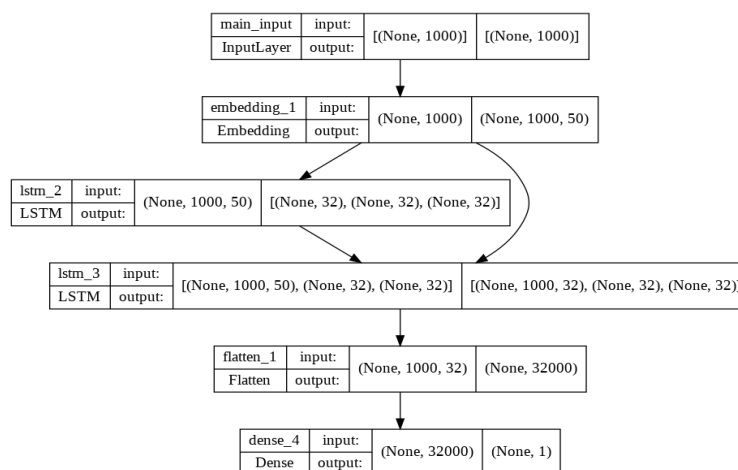 main_input input: [(None, 1000)] [(None, 1000)]
InputLayer output:
embedding_1 input: (None, 1000) (None, 1000, 50)
Embedding output:
lstm_2 input: (None, 1000, 50) [(None, 32), (None, 32), (None, 32)]
LSTM output:
lstm_3 input: [(None, 1000, 50), (None, 32), (None, 32)] [(None, 1000, 32), (None, 32), (None, 32)]
LSTM output:
flatten_1 input: (None, 1000, 32) (None, 32000)
Flatten output:
dense_4 input: (None, 32000) (None, 1)
Dense output: